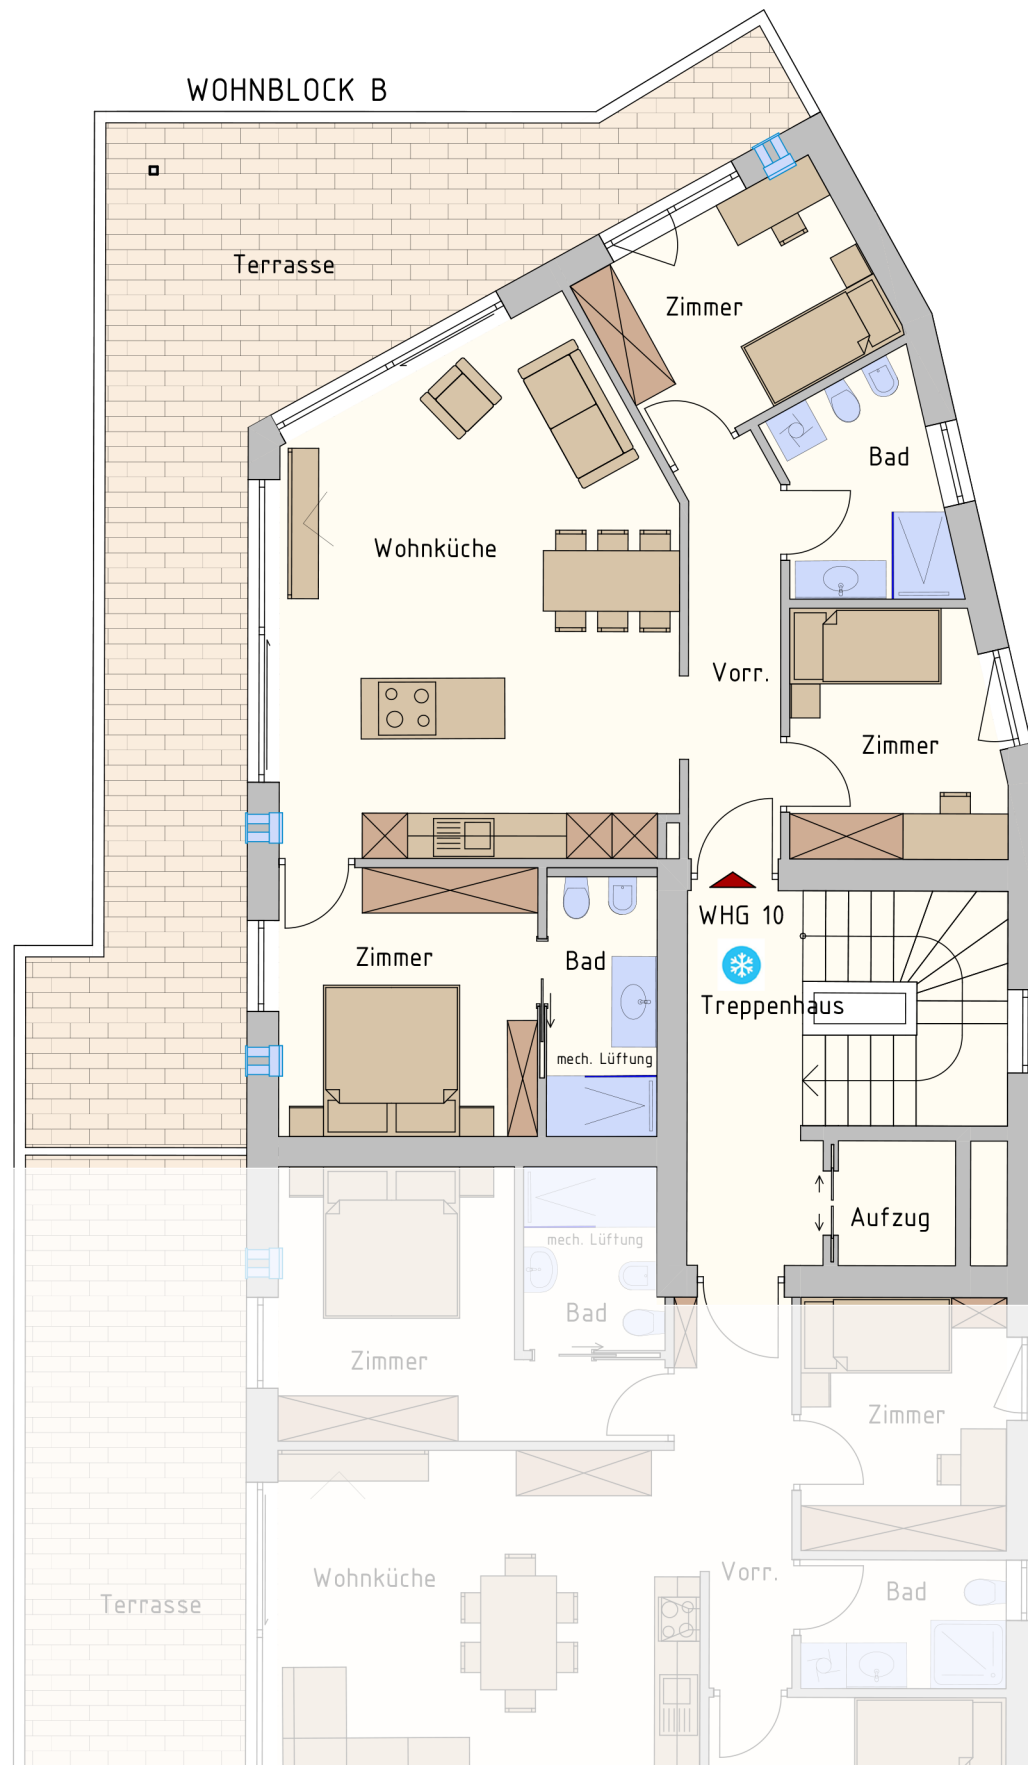 WOHNBLOCK B
Terrasse
Zimmer
Bad
Wohnküche
Vorr.
Zimmer
WHG 10
Zimmer
Bad
Treppenhaus
mech. Lüftung
Aufzug
mech. Lüftung
Bad
Zimmer
Zimmer
Wohnküche
Vorr.
Bad
Terrasse